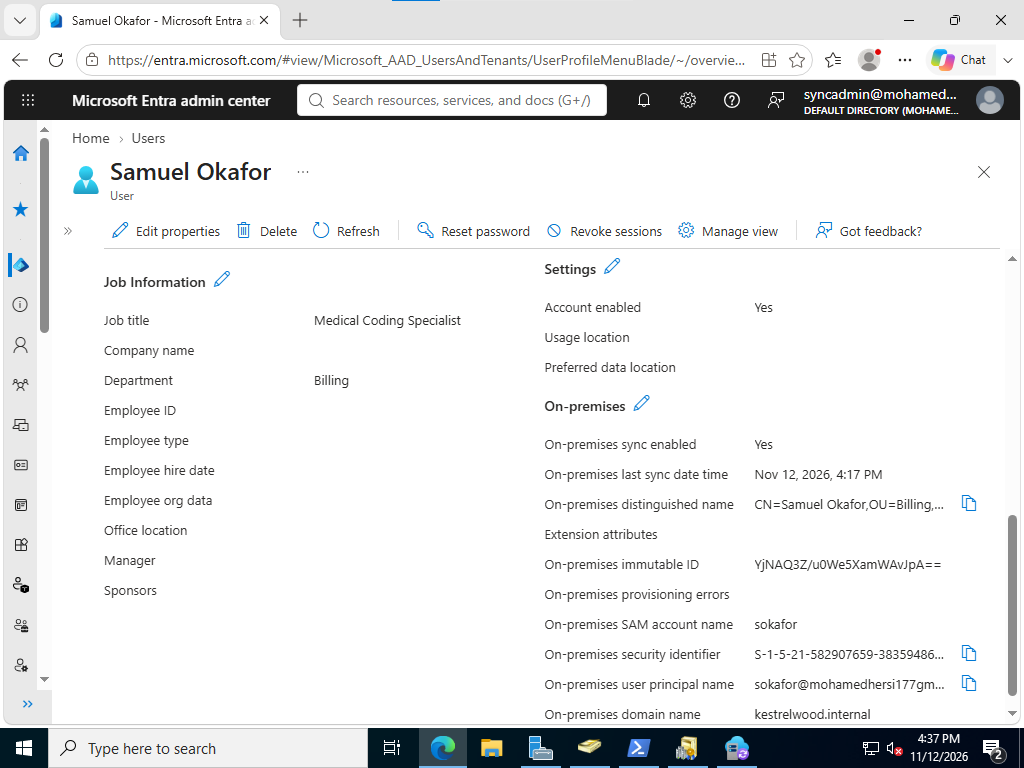 Samuel Okafor - Microsoft Entra ac
https://entra.microsoft.com/#view/Microsoft_AAD_UsersAndTenants/UserProfileMenuBlade/~/overvie...
Chat
Microsoft Entra admin center
Search resources, services, and docs (G+/)
syncadmin@mohamed...
DEFAULT DIRECTORY (MOHAME...
Home > Users
Samuel Okafor ...
User
Edit properties Delete Refresh Reset password Revoke sessions Manage view Got feedback?
Job Information
Job title Medical Coding Specialist
Company name
Department Billing
Employee ID
Employee type
Employee hire date
Employee org data
Office location
Manager
Sponsors
Settings
Account enabled Yes
Usage location
Preferred data location
On-premises
On-premises sync enabled Yes
On-premises last sync date time Nov 12, 2026, 4:17 PM
On-premises distinguished name CN=Samuel Okafor,OU=Billing,...
Extension attributes
On-premises immutable ID YjNAQ3Z/u0We5XamWAvJpA==
On-premises provisioning errors
On-premises SAM account name sokafor
On-premises security identifier S-1-5-21-582907659-38359486...
On-premises user principal name sokafor@mohamedhersi177gm...
On-premises domain name kestrelwood.internal
Type here to search
4:37 PM
11/12/2026
2